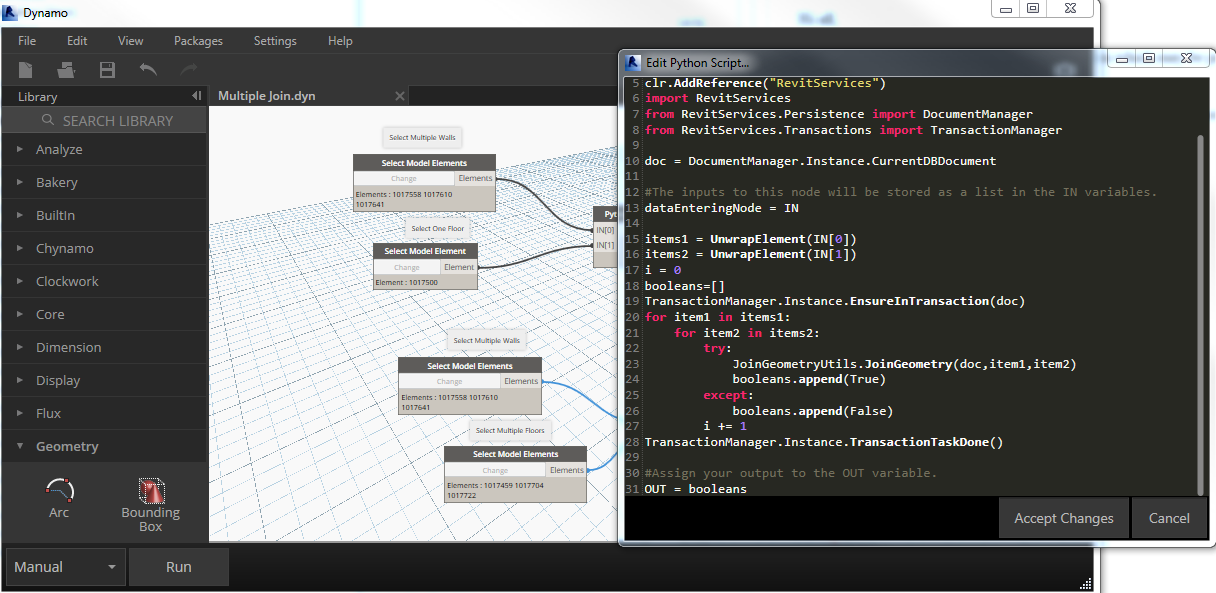 Dynamo
File Edit View Packages Settings Help
Library
Multiple Join.dyn
SEARCH LIBRARY
Analyze
Bakery
BuiltIn
Chynamo
Clockwork
Core
Dimension
Display
Flux
Geometry
Arc
Bounding
Box
Manual
Run
Select Multiple Walls
Select Model Elements
Change Elements
Elements : 1017558 1017610
1017641
Select One Floor
Select Model Element
Change Element
Element : 1017500
IN[0]
IN[1]
Select Multiple Walls
Select Model Elements
Change Elements
Elements : 1017558 1017610
1017641
Select Multiple Floors
Select Model Elements
Change Elements
Elements : 1017459 1017704
1017722
Edit Python Script...
5 clr.AddReference("RevitServices")
6 import RevitServices
7 from RevitServices.Persistence import DocumentManager
8 from RevitServices.Transactions import TransactionManager
9
10 doc = DocumentManager.Instance.CurrentDBDocument
11
12 #The inputs to this node will be stored as a list in the IN variables.
13 dataEnteringNode = IN
14
15 items1 = UnwrapElement(IN[0])
16 items2 = UnwrapElement(IN[1])
17 i = 0
18 booleans=[]
19 TransactionManager.Instance.EnsureInTransaction(doc)
20 for item1 in items1:
21 for item2 in items2:
22 try:
23 JoinGeometryUtils.JoinGeometry(doc,item1,item2)
24 booleans.append(True)
25 except:
26 booleans.append(False)
27 i += 1
28 TransactionManager.Instance.TransactionTaskDone()
29
30 #Assign your output to the OUT variable.
31 OUT = booleans
Accept Changes
Cancel